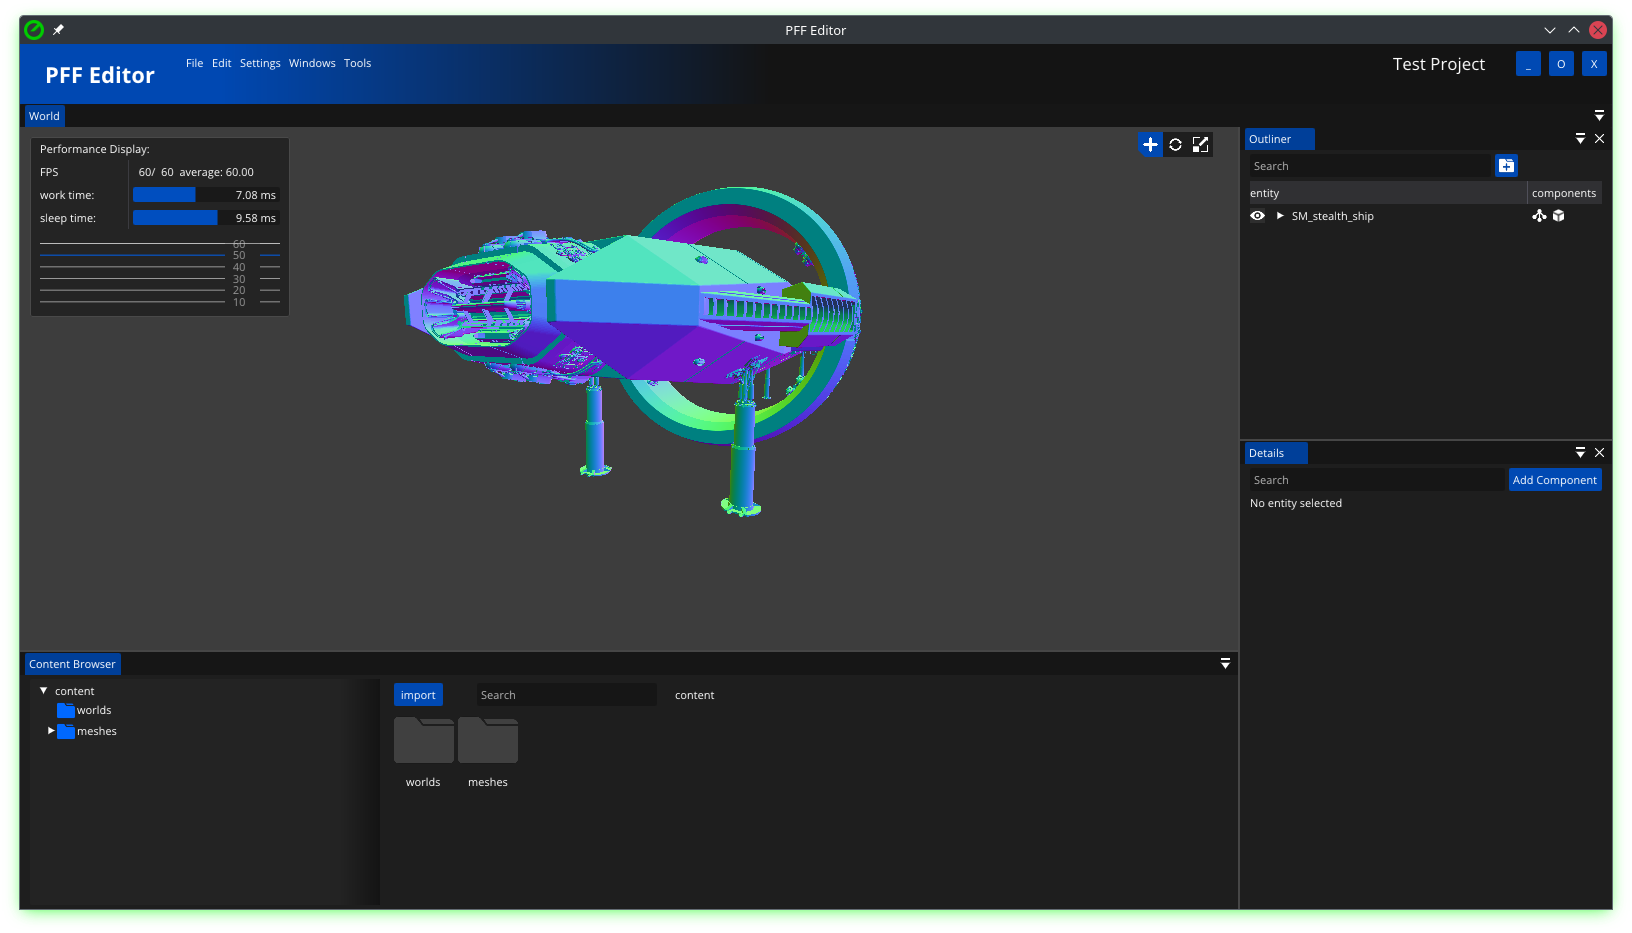 PFF Editor
PFF Editor
File Edit Settings Windows Tools
Test Project
_ O X
World
Performance Display:
FPS 60/ 60 average: 60.00
work time: 7.08 ms
sleep time: 9.58 ms
60
50
40
30
20
10
Outliner
Search
entity components
SM_stealth_ship
Details
Search Add Component
No entity selected
Content Browser
content
worlds
meshes
import Search content
worlds meshes